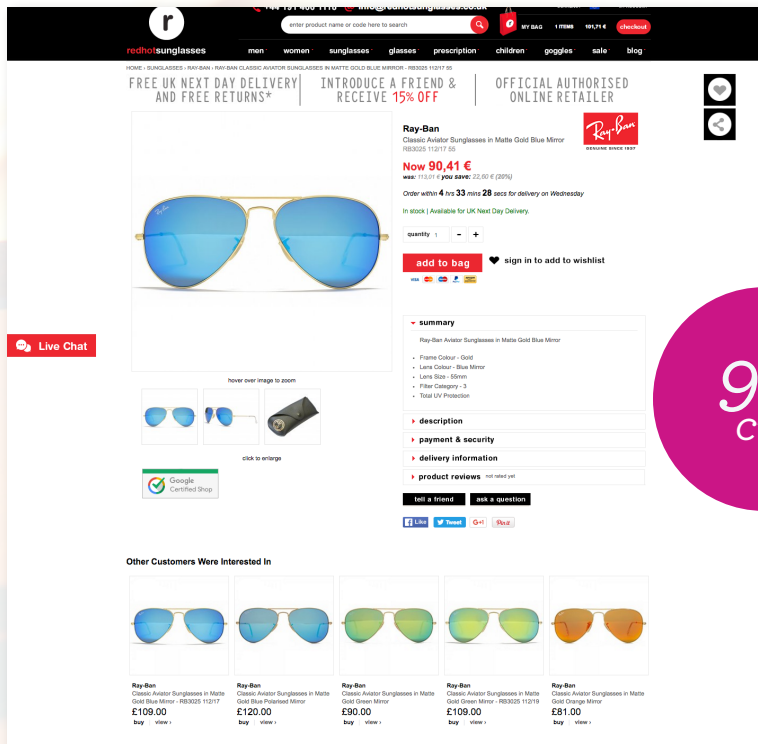 +44 191 466 1116 info@redhotsunglasses.co.uk
r
enter product name or code here to search
0 MY BAG 1 ITEMS 101,71 € checkout
redhotsunglasses
men women sunglasses glasses prescription children goggles sale blog
HOME › SUNGLASSES › RAY-BAN › RAY-BAN CLASSIC AVIATOR SUNGLASSES IN MATTE GOLD BLUE MIRROR - RB3025 112/17 55
FREE UK NEXT DAY DELIVERY
AND FREE RETURNS*
INTRODUCE A FRIEND &
RECEIVE 15% OFF
OFFICIAL AUTHORISED
ONLINE RETAILER
Ray-Ban
Classic Aviator Sunglasses in Matte Gold Blue Mirror
RB3025 112/17 55
Ray-Ban
GENUINE SINCE 1937
Now 90,41 €
was: 113,01 € you save: 22,60 € (20%)
Order within 4 hrs 33 mins 28 secs for delivery on Wednesday
In stock | Available for UK Next Day Delivery.
quantity 1 - +
add to bag
sign in to add to wishlist
VISA
Live Chat
summary
Ray-Ban Aviator Sunglasses in Matte Gold Blue Mirror
• Frame Colour - Gold
• Lens Colour - Blue Mirror
• Lens Size - 55mm
• Filter Category - 3
• Total UV Protection
description
payment & security
delivery information
product reviews not rated yet
tell a friend ask a question
Like Tweet G+1 Pin it
hover over image to zoom
click to enlarge
Google
Certified Shop
9
c
Other Customers Were Interested In
Ray-Ban
Classic Aviator Sunglasses in Matte
Gold Blue Mirror - RB3025 112/17
£109.00
buy view ›
Ray-Ban
Classic Aviator Sunglasses in Matte
Gold Blue Polarised Mirror
£120.00
buy view ›
Ray-Ban
Classic Aviator Sunglasses in Matte
Gold Green Mirror
£90.00
buy view ›
Ray-Ban
Classic Aviator Sunglasses in Matte
Gold Green Mirror - RB3025 112/19
£109.00
buy view ›
Ray-Ban
Classic Aviator Sunglasses in Matte
Gold Orange Mirror
£81.00
buy view ›